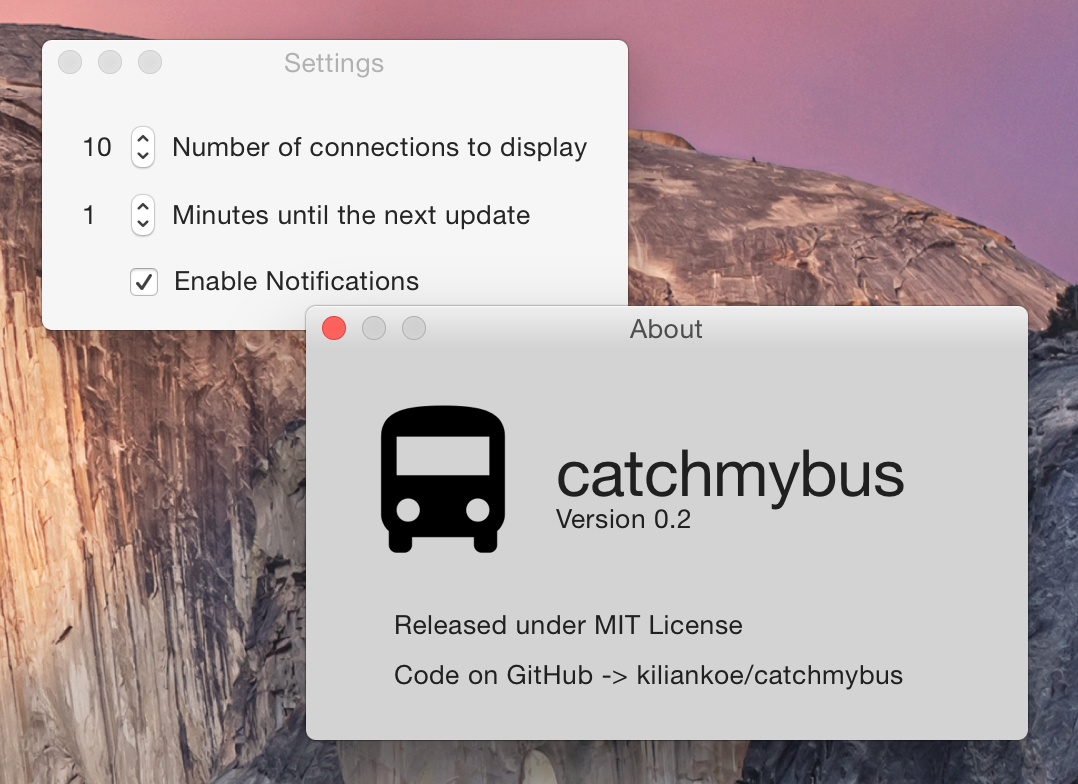 Settings
10 Number of connections to display
1 Minutes until the next update
Enable Notifications
About
catchmybus
Version 0.2
Released under MIT License
Code on GitHub -> kiliankoe/catchmybus